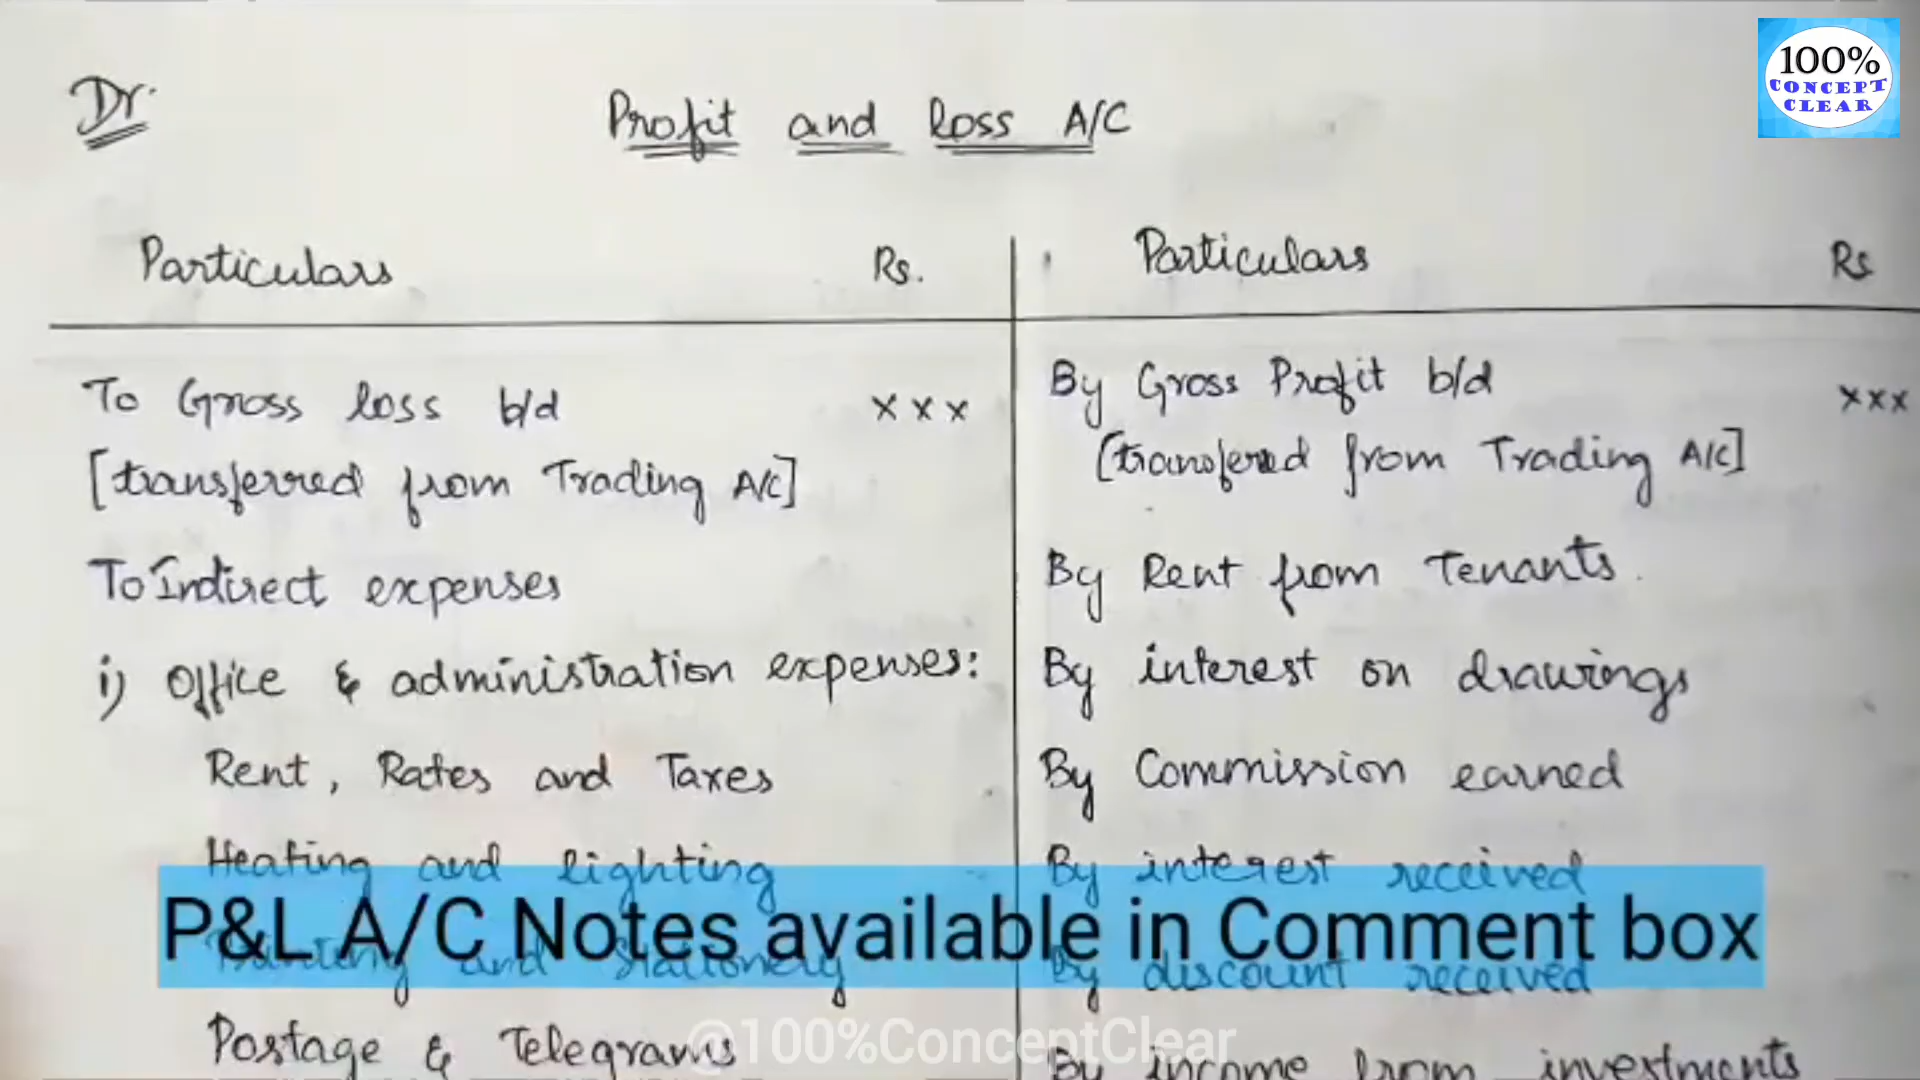 100%
CONCEPT
CLEAR
Dr.
Profit and loss A/C
Particulars Rs.
To Gross loss b/d xxx
[transferred from Trading A/C]
To Indirect expenses
i) Office & administration expenses:
Rent, Rates and Taxes
Heating and lighting
Printing and Stationery
Postage & Telegrams
Particulars Rs
By Gross Profit b/d xxx
[transferred from Trading A/C]
By Rent from Tenants.
By interest on drawings
By Commission earned
By interest received
By discount received
By income from investments
P&L A/C Notes available in Comment box
@100%ConceptClear